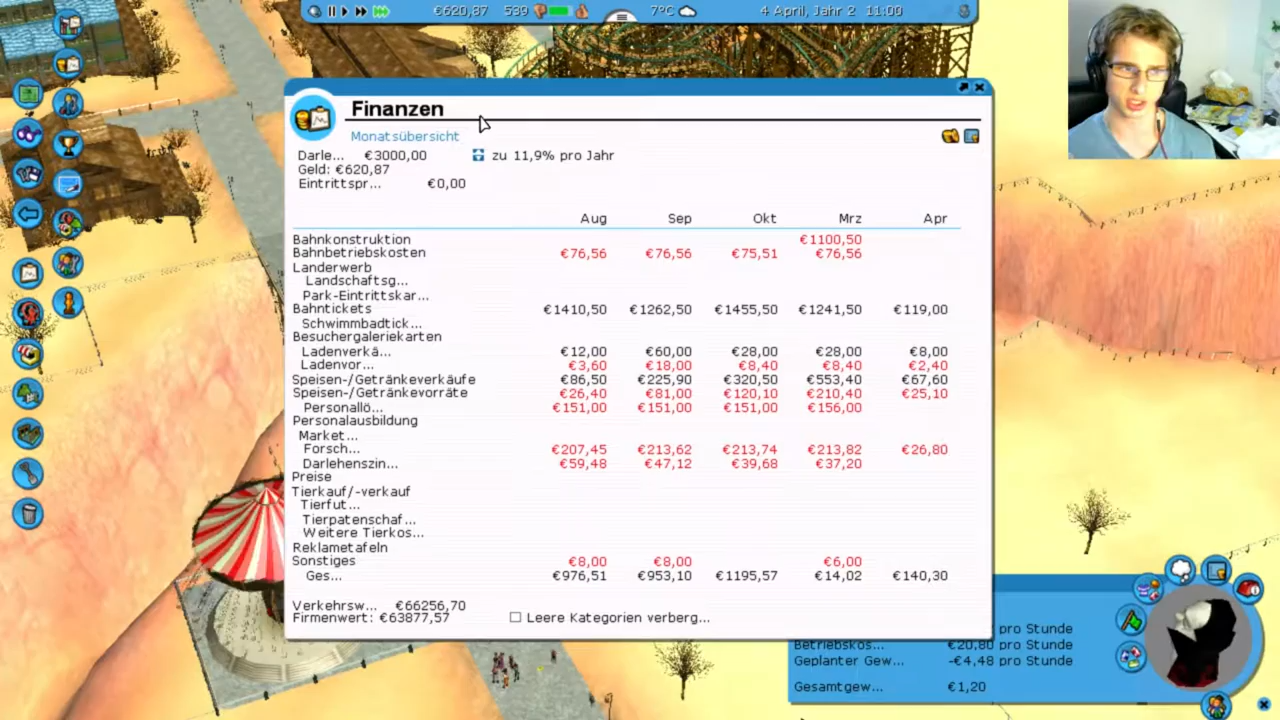 €620,87 539 7°C 4 April, Jahr 2 11:00
Finanzen
Monatsübersicht
Darle... €3000,00 zu 11,9% pro Jahr
Geld: €620,87
Eintrittspr... €0,00
Aug Sep Okt Mrz Apr
Bahnkonstruktion €1100,50
Bahnbetriebskosten €76,56 €76,56 €75,51 €76,56
Landerwerb
Landschaftsg...
Park-Eintrittskar...
Bahntickets €1410,50 €1262,50 €1455,50 €1241,50 €119,00
Schwimmbadtick...
Besuchergaleriekarten
Ladenverkä... €12,00 €60,00 €28,00 €28,00 €8,00
Ladenvor... €3,60 €18,00 €8,40 €8,40 €2,40
Speisen-/Getränkeverkäufe €86,50 €225,90 €320,50 €553,40 €67,60
Speisen-/Getränkevorräte €26,40 €81,00 €120,10 €210,40 €25,10
Personallö... €151,00 €151,00 €151,00 €156,00
Personalausbildung
Market...
Forsch... €207,45 €213,62 €213,74 €213,82 €26,80
Darlehenszin... €59,48 €47,12 €39,68 €37,20
Preise
Tierkauf/-verkauf
Tierfut...
Tierpatenschaf...
Weitere Tierkos...
Reklametafeln
Sonstiges €8,00 €8,00 €6,00
Ges... €976,51 €953,10 €1195,57 €14,02 €140,30
Verkehrsw... €66256,70
Firmenwert: €63877,57 Leere Kategorien verberg...
pro Stunde
Betriebskos... €20,80 pro Stunde
Geplanter Gew... -€4,48 pro Stunde
Gesamtgew... €1,20